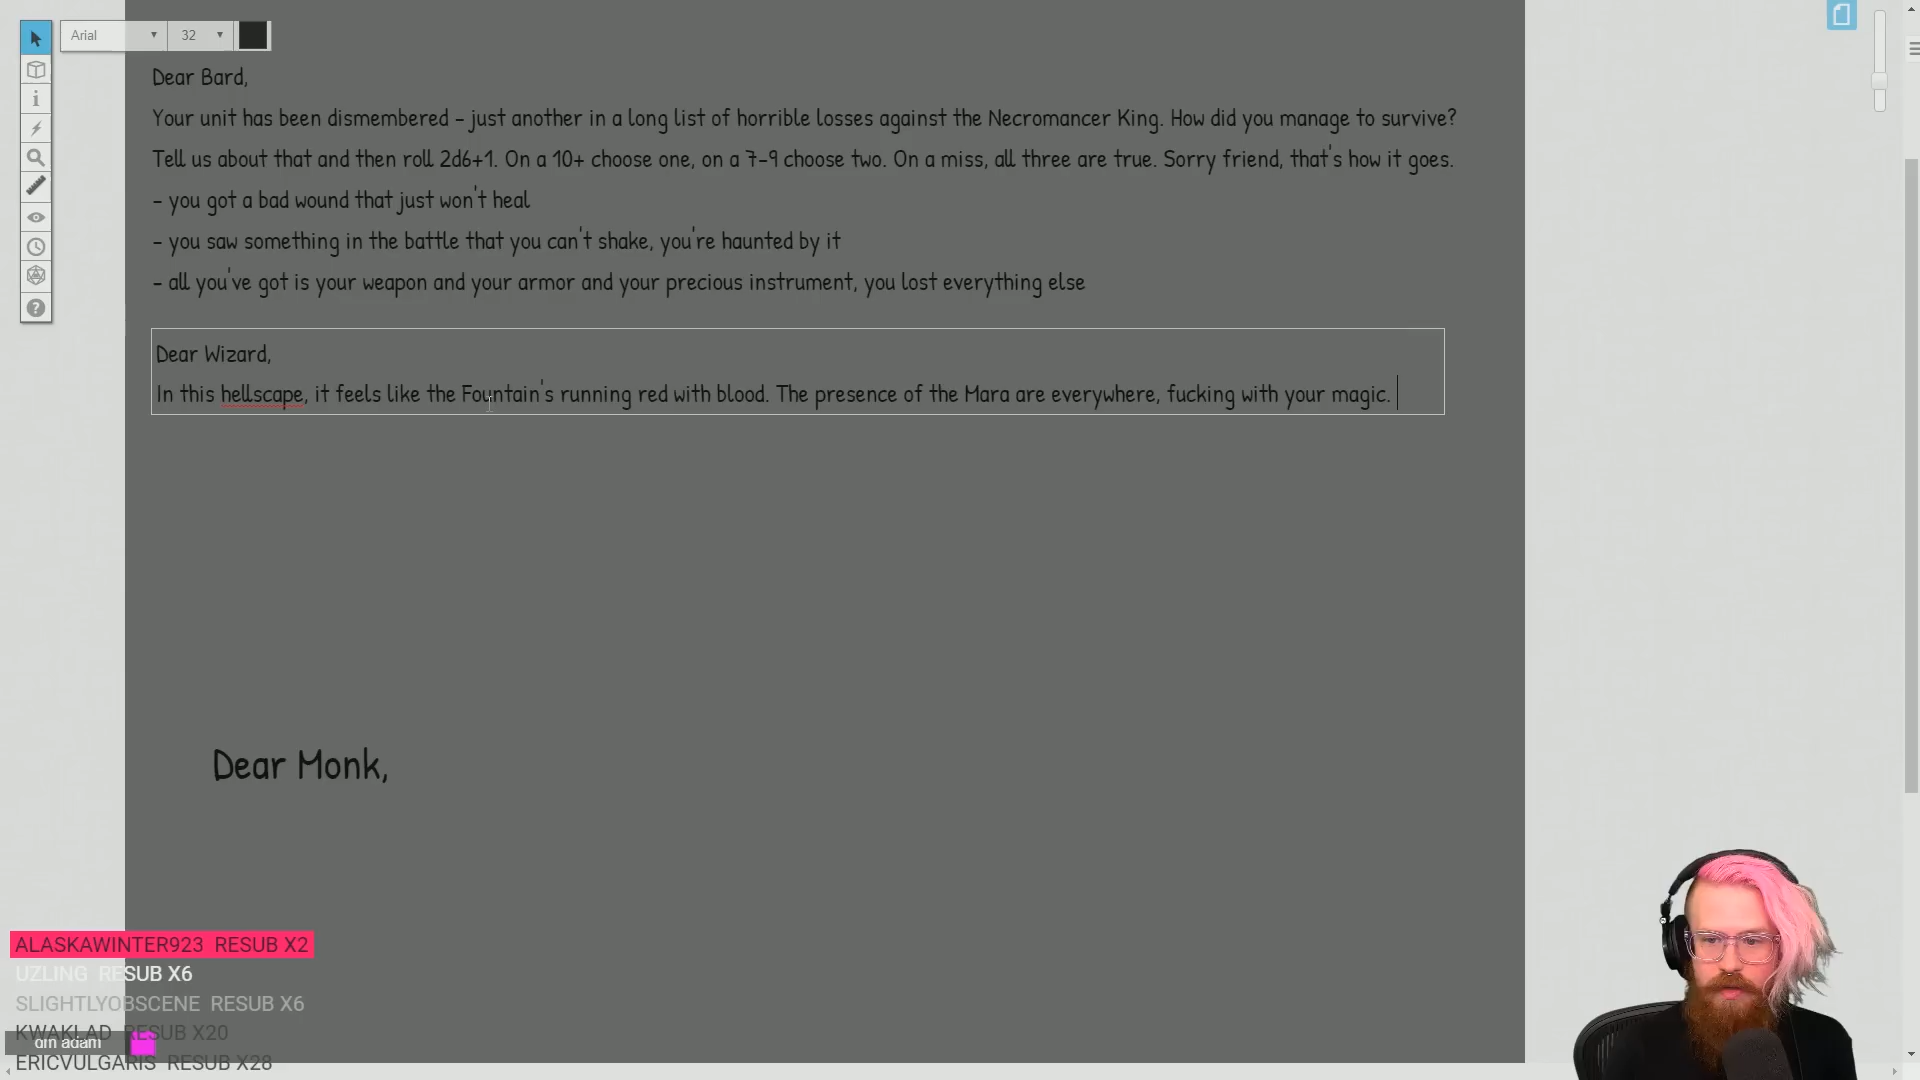 Arial
32
Dear Bard,
Your unit has been dismembered - just another in a long list of horrible losses against the Necromancer King. How did you manage to survive?
Tell us about that and then roll 2d6+1. On a 10+ choose one, on a 7-9 choose two. On a miss, all three are true. Sorry friend, that's how it goes.
- you got a bad wound that just won't heal
- you saw something in the battle that you can't shake, you're haunted by it
- all you've got is your weapon and your armor and your precious instrument, you lost everything else
Dear Wizard,
In this hellscape, it feels like the Fountain's running red with blood. The presence of the Mara are everywhere, fucking with your magic.
Dear Monk,
ALASKAWINTER923 RESUB X2
UZLING RESUB X6
SLIGHTLYOBSCENE RESUB X6
KWAKLAD RESUB X20
dm adam
ERICVULGARIS RESUB X28